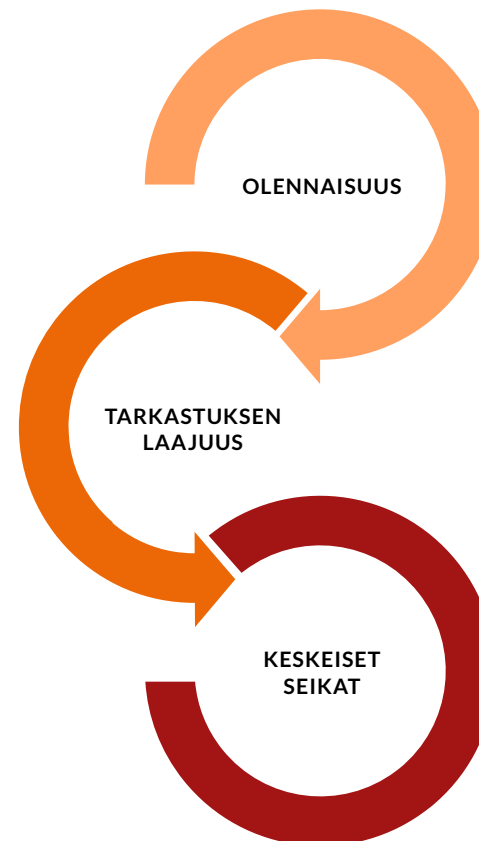 OLENNAISUUS
TARKASTUKSEN
LAAJUUS
KESKEISET
SEIKAT